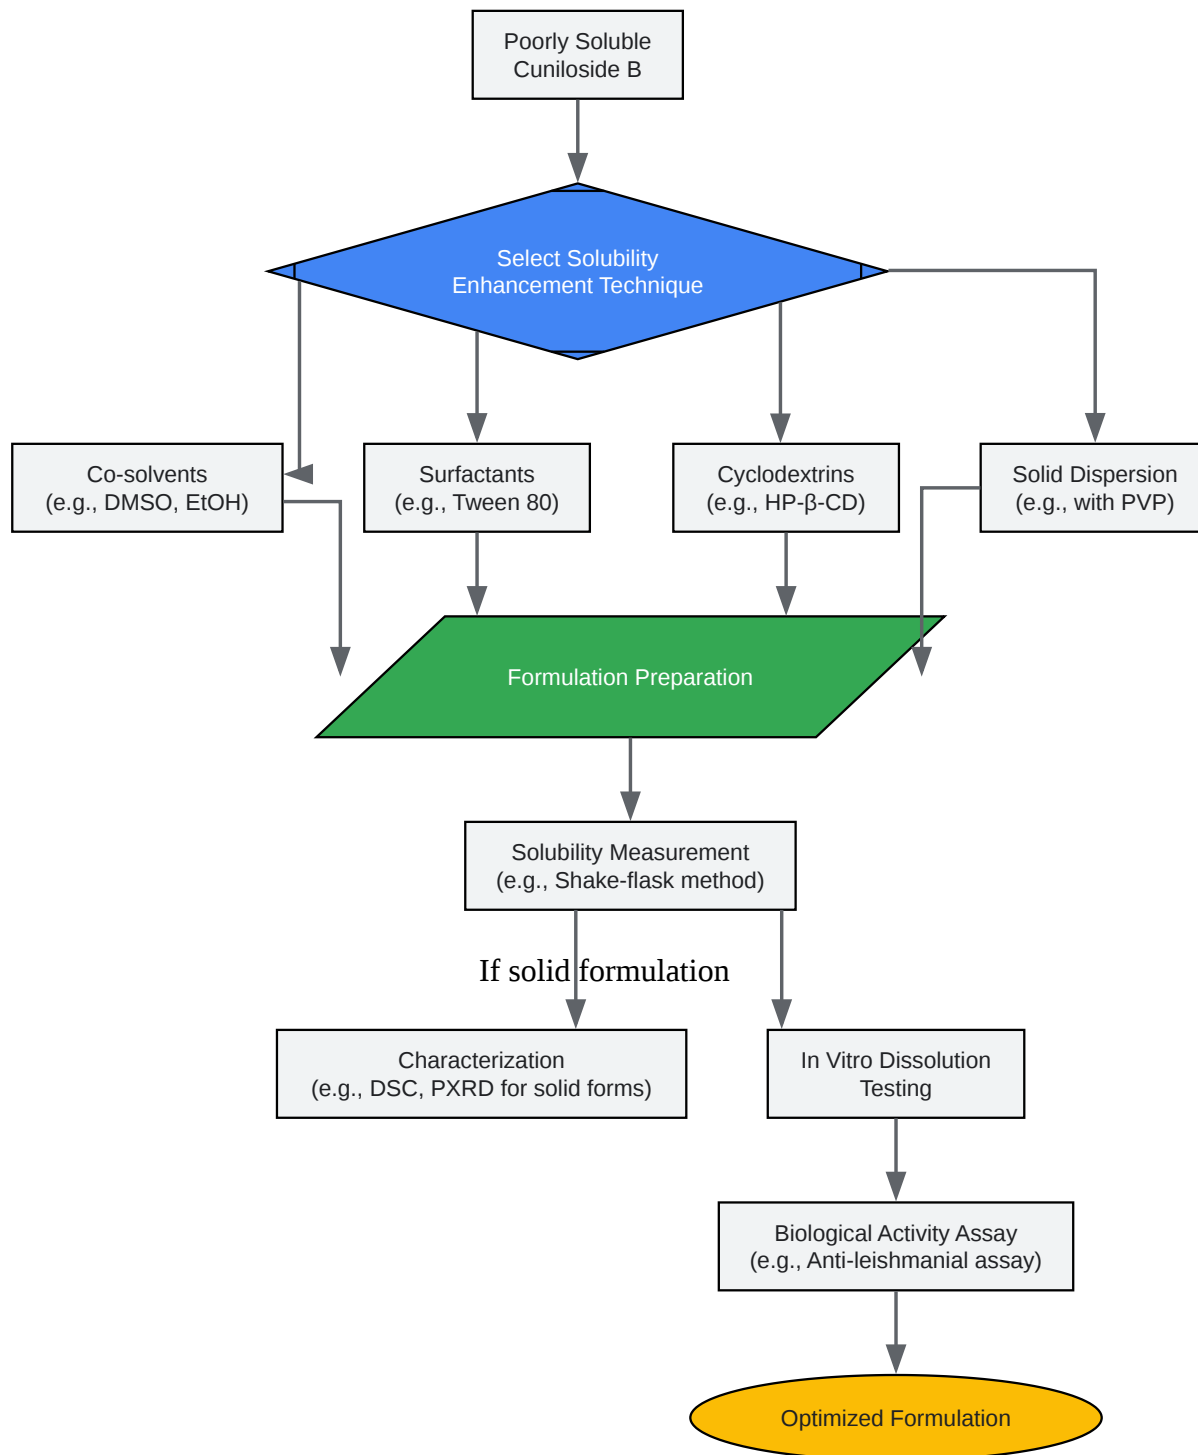 Poorly Soluble
Cuniloside B
Select Solubility
Enhancement Technique
Co-solvents
(e.g., DMSO, EtOH)
Surfactants
(e.g., Tween 80)
Cyclodextrins
(e.g., HP-β-CD)
Solid Dispersion
(e.g., with PVP)
Formulation Preparation
Solubility Measurement
(e.g., Shake-flask method)
If solid formulation
Characterization
(e.g., DSC, PXRD for solid forms)
In Vitro Dissolution
Testing
Biological Activity Assay
(e.g., Anti-leishmanial assay)
Optimized Formulation